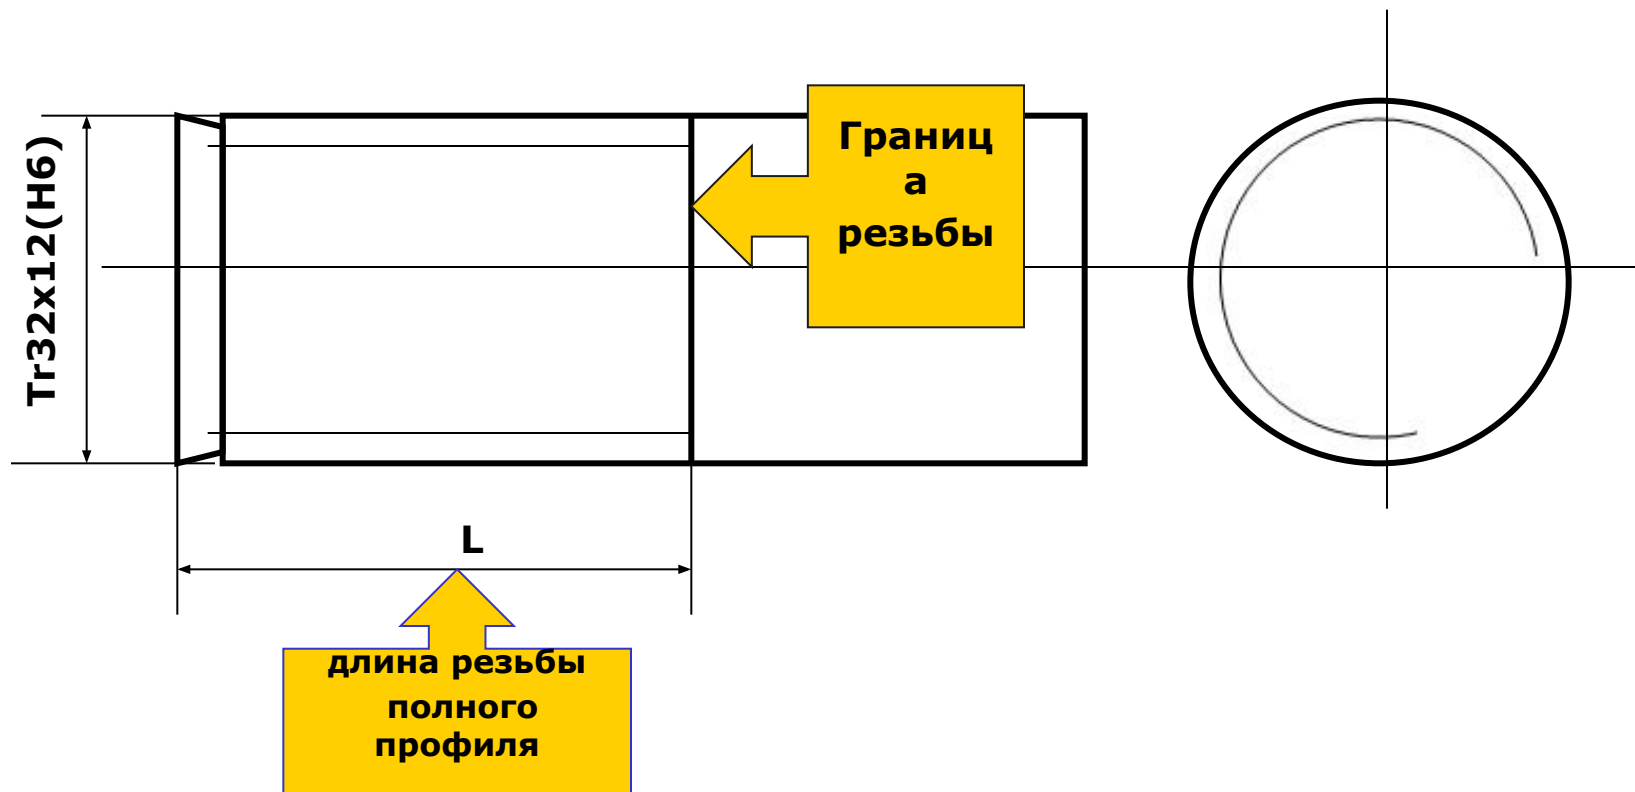 Tr32x12(H6)
Границ
а
резьбы
L
длина резьбы
полного
профиля